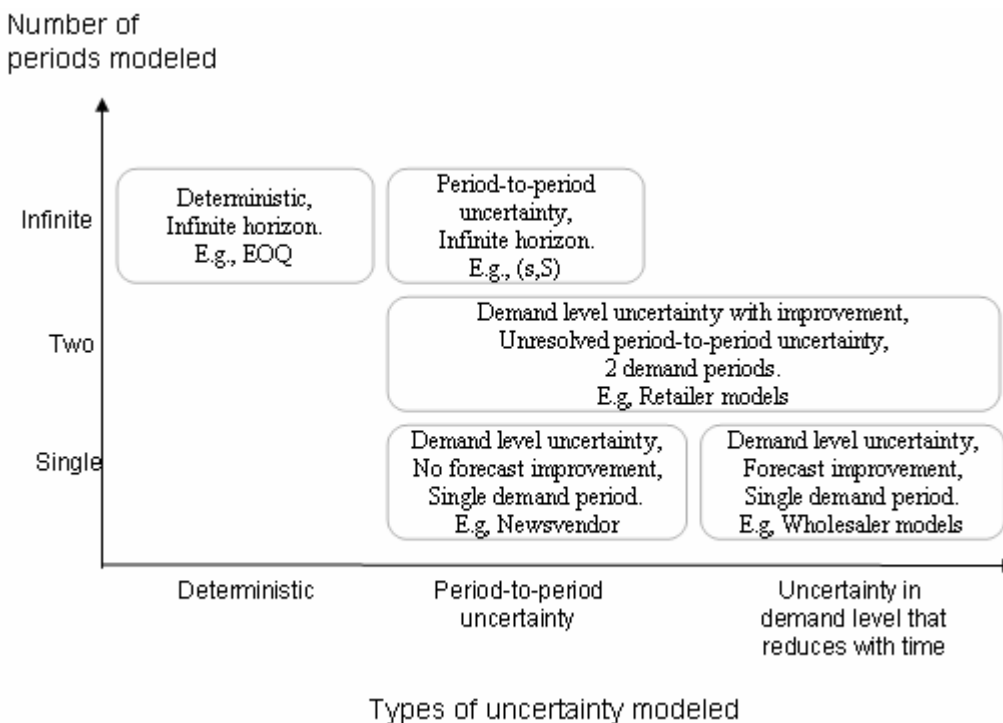 Number of
periods modeled
Infinite
Deterministic,
Infinite horizon.
E.g., EOQ
Period-to-period
uncertainty,
Infinite horizon.
E.g., (s,S)
Two
Demand level uncertainty with improvement,
Unresolved period-to-period uncertainty,
2 demand periods.
E.g, Retailer models
Single
Demand level uncertainty,
No forecast improvement,
Single demand period.
E.g, Newsvendor
Demand level uncertainty,
Forecast improvement,
Single demand period.
E.g, Wholesaler models
Deterministic
Period-to-period
uncertainty
Uncertainty in
demand level that
reduces with time
Types of uncertainty modeled